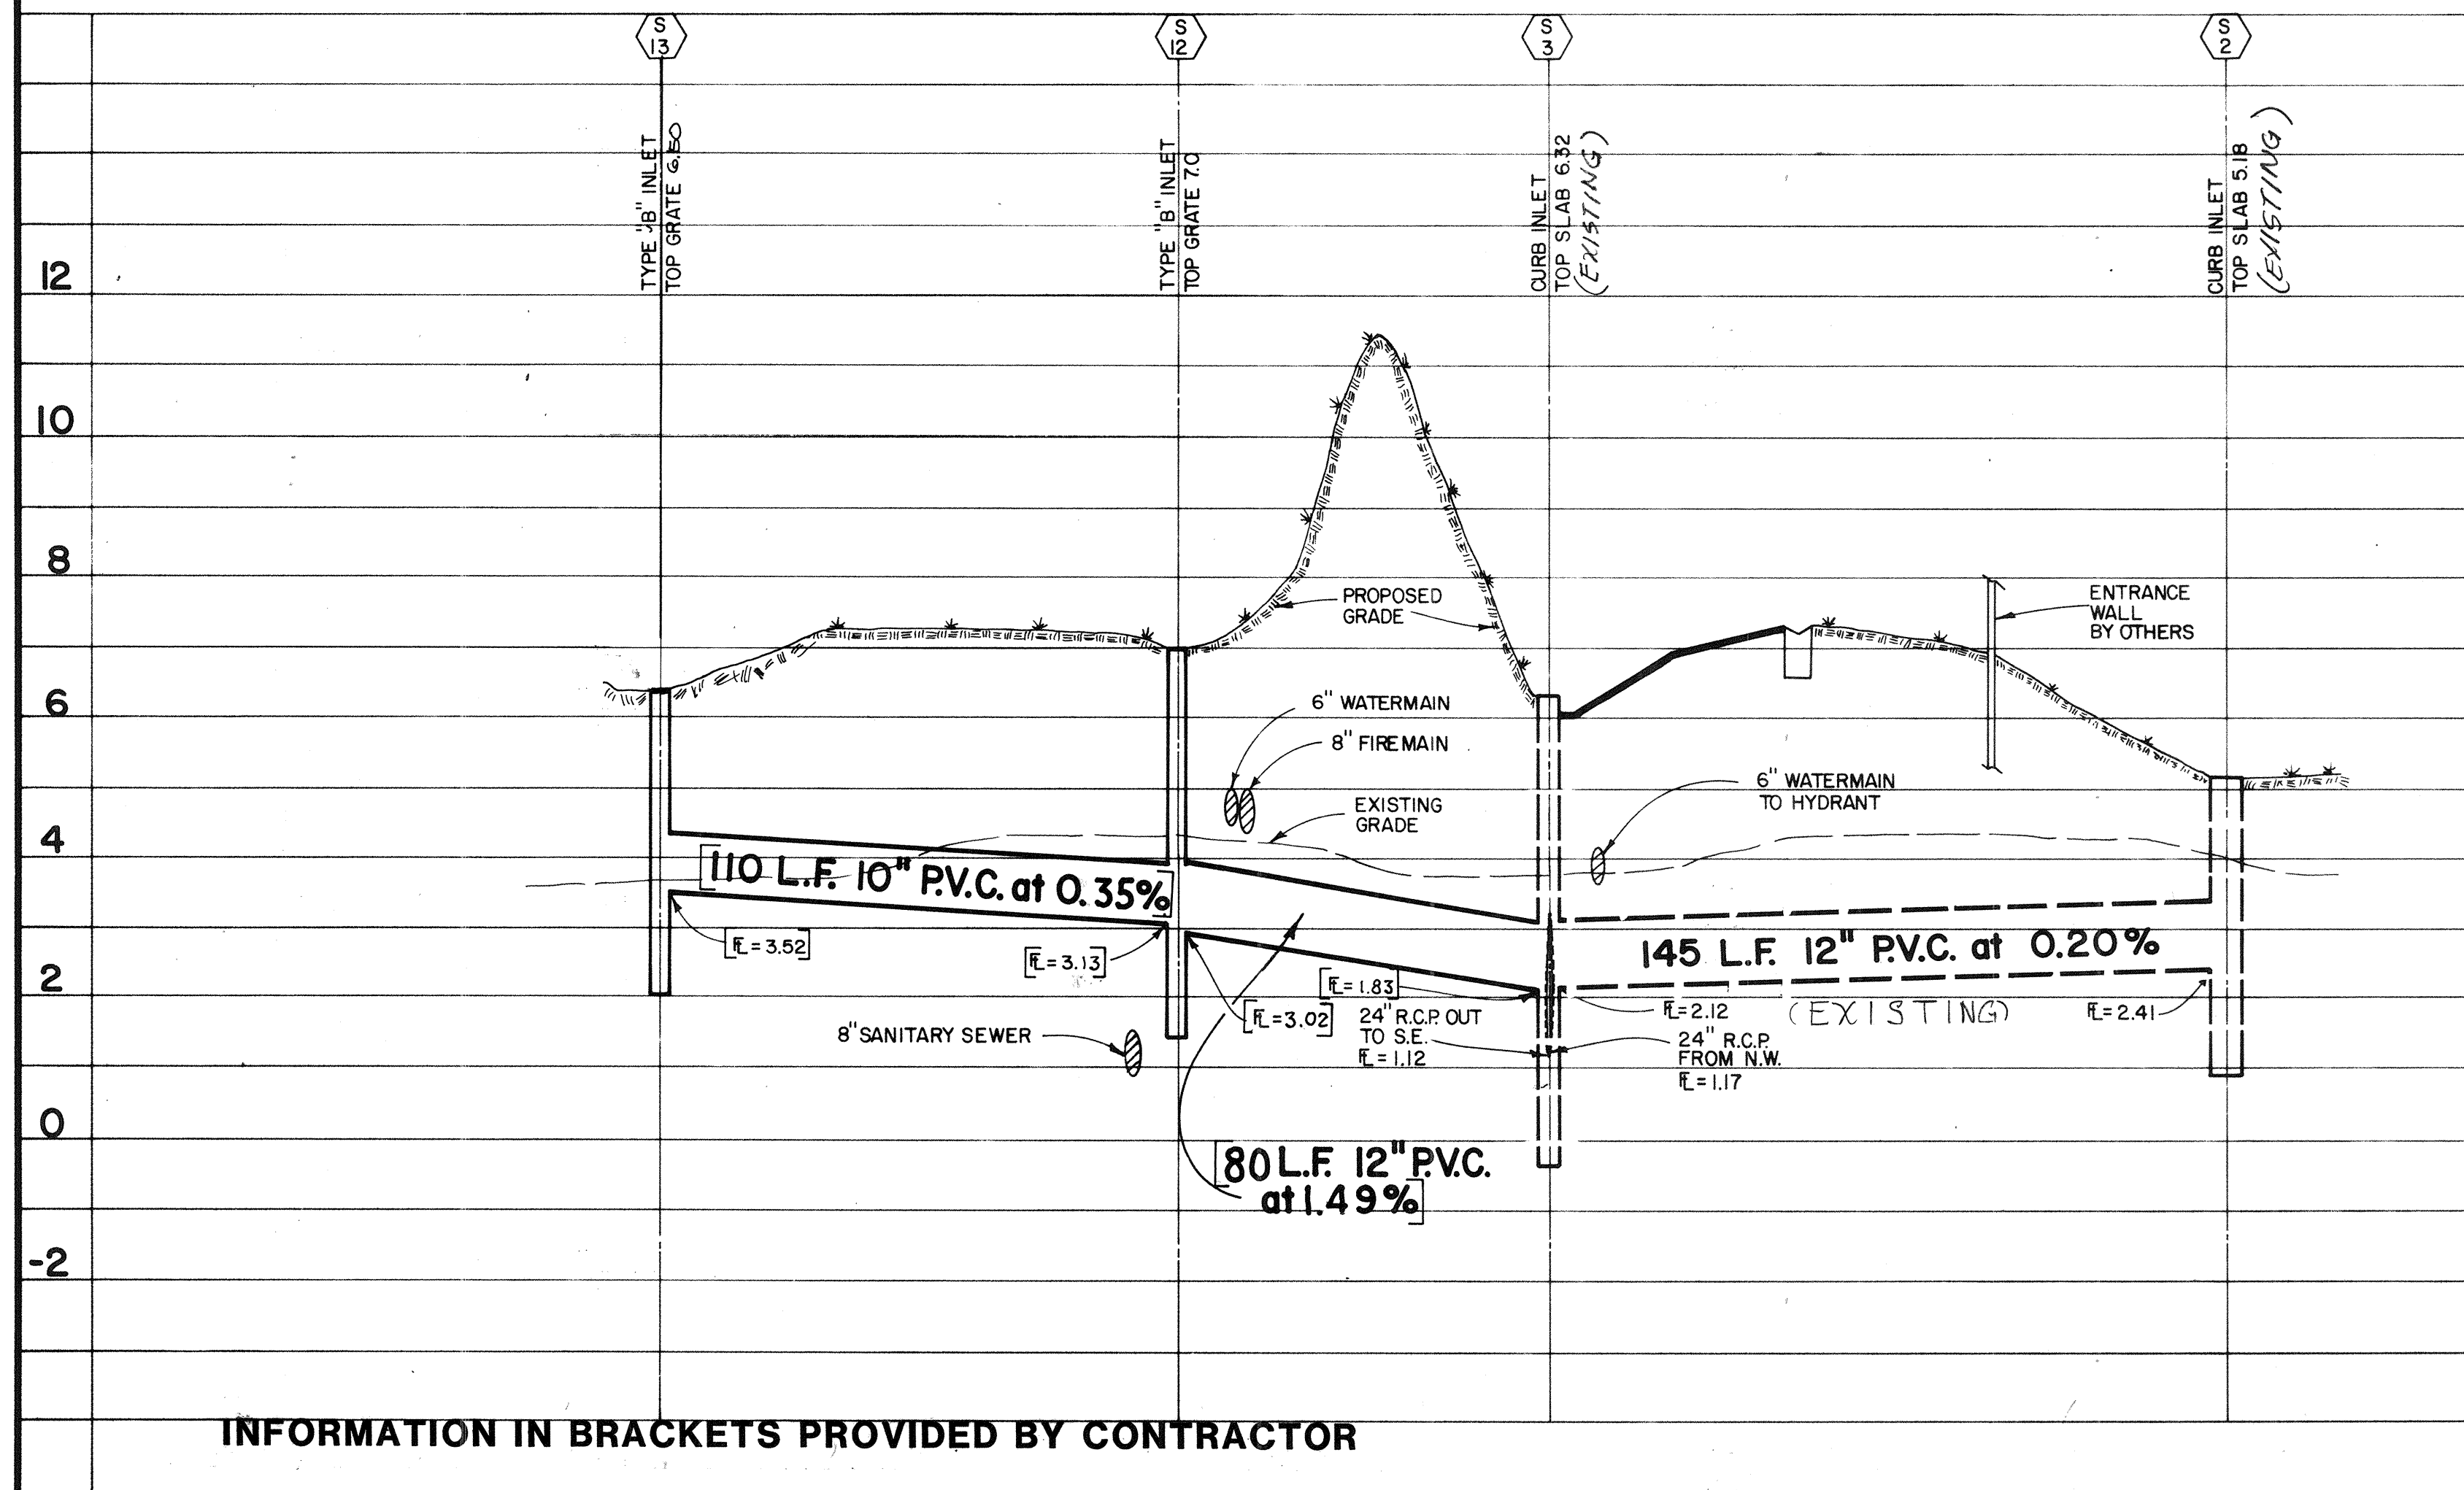 S
13
S
12
S
3
S
2
TYPE "B" INLET
TOP GRATE 6.50
TYPE "B" INLET
TOP GRATE 7.0
CURB INLET
TOP SLAB 6.32
(EXISTING)
CURB INLET
TOP SLAB 5.18
(EXISTING)
12
10
8
6
4
2
0
-2
PROPOSED
GRADE
ENTRANCE
WALL
BY OTHERS
6" WATERMAIN
8" FIREMAIN
EXISTING
GRADE
6" WATERMAIN
TO HYDRANT
[110 L.F. 10" P.V.C. at 0.35%]
[FL=3.52]
[FL=3.13]
[FL=3.02]
[FL=1.83]
24" R.C.P. OUT
TO S.E.
FL=1.12
8" SANITARY SEWER
145 L.F. 12" P.V.C. at 0.20%
(EXISTING)
FL=2.12
FL=2.41
24" R.C.P.
FROM N.W.
FL=1.17
[80 L.F. 12" P.V.C.
at 1.49%]
INFORMATION IN BRACKETS PROVIDED BY CONTRACTOR